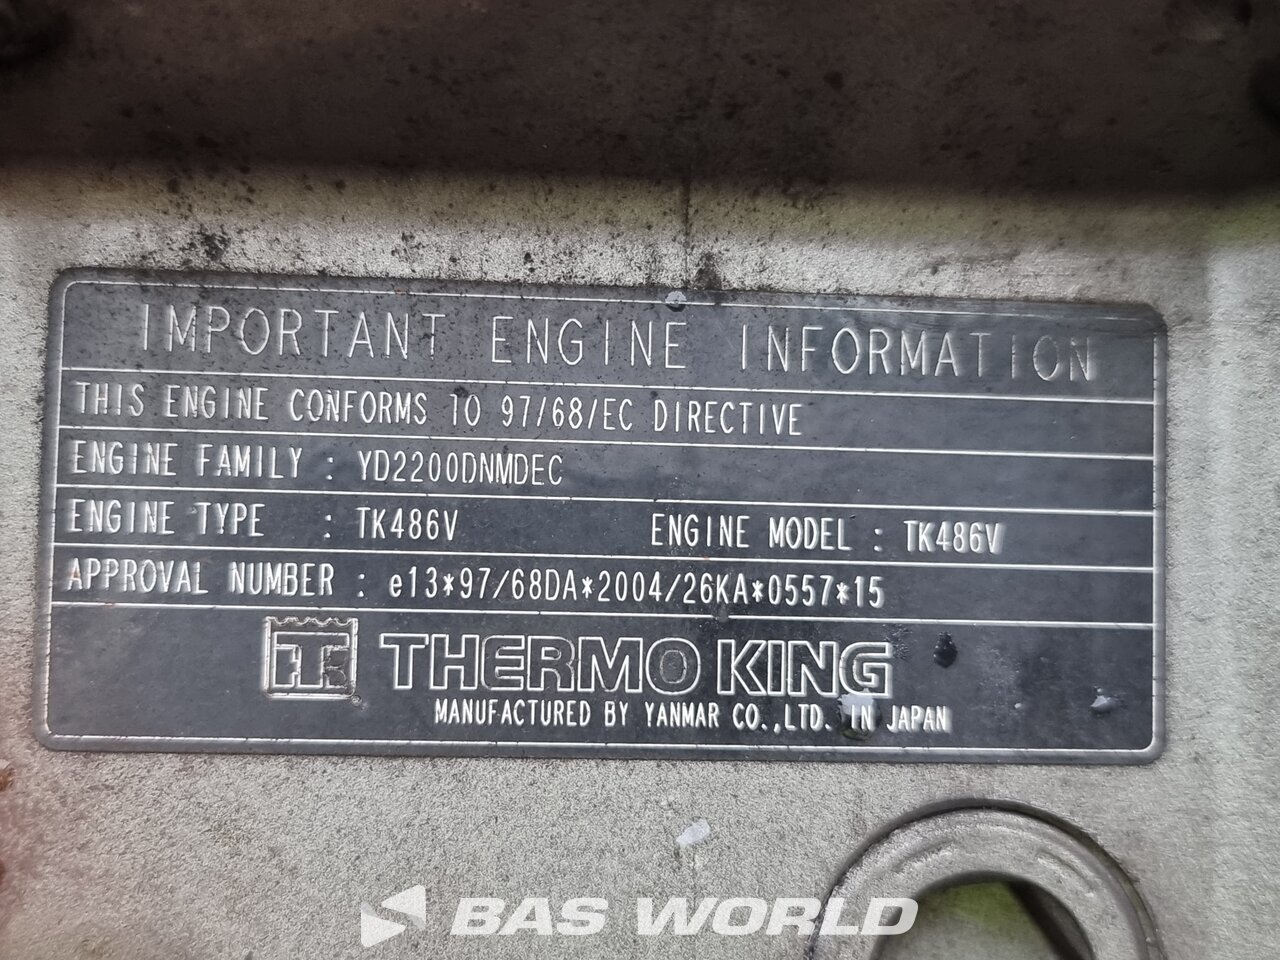 IMPORTANT ENGINE INFORMATION
THIS ENGINE CONFORMS TO 97/68/EC DIRECTIVE
ENGINE FAMILY : YD2200DNMDEC
ENGINE TYPE : TK486V ENGINE MODEL : TK486V
APPROVAL NUMBER : e13*97/68DA*2004/26KA*0557*15
TK THERMO KING
MANUFACTURED BY YANMAR CO.,LTD. IN JAPAN
BAS WORLD